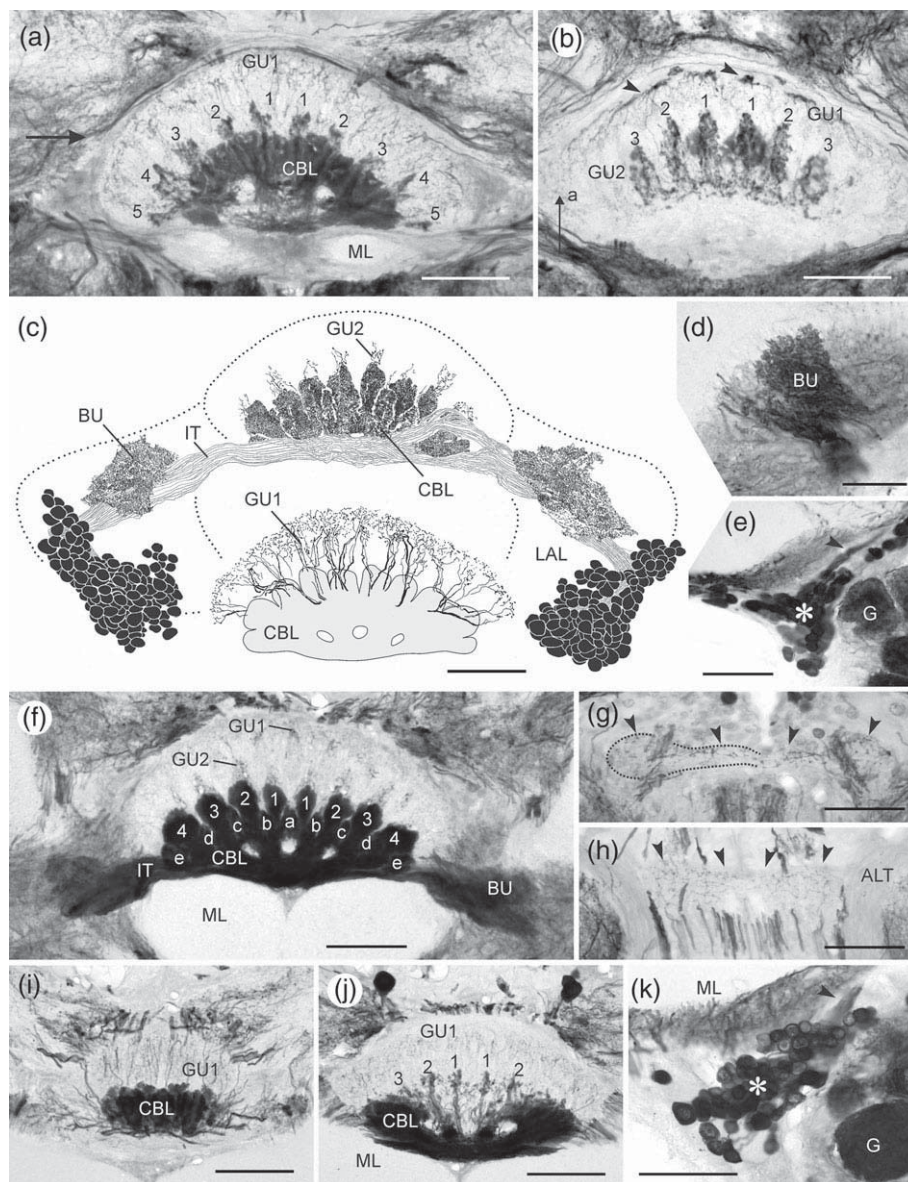 (a)
GU1
1 1
2 2
3 3
4 4
5 5
CBL
ML
(b)
1 1
2 2
3 3
GU1
GU2
a
(c)
GU2
BU
IT
CBL
GU1
LAL
CBL
(d)
BU
(e)
*
G
(f)
GU1
GU2
4 3 2 1 1 2 3 4
e d c b a b c d e
IT
CBL
BU
ML
(g)
(h)
ALT
(i)
GU1
CBL
(j)
GU1
3 2 1 1 2
CBL
ML
(k)
ML
*
G